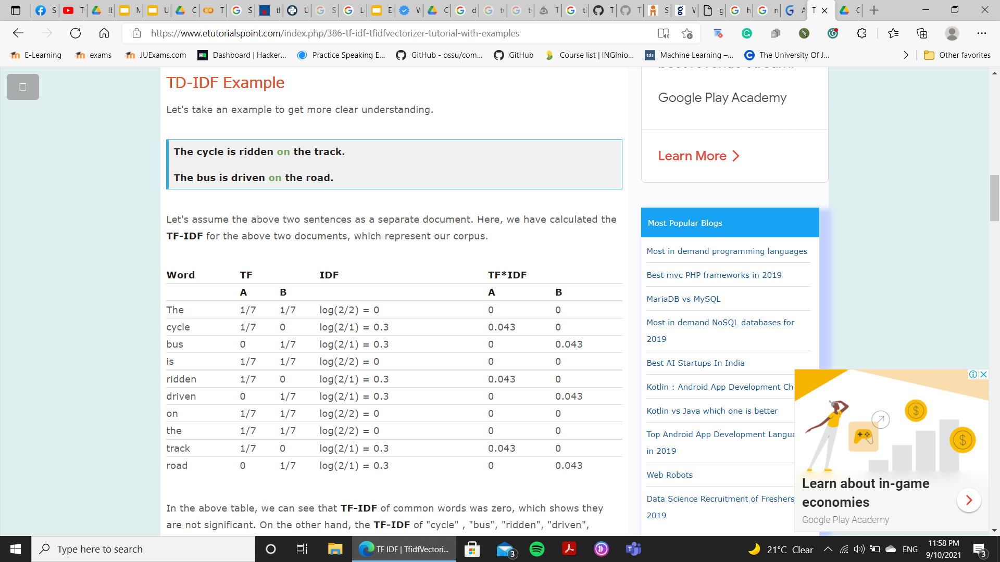 https://www.etutorialspoint.com/index.php/386-tf-idf-tfidfvectorizer-tutorial-with-examples
E-Learning
exams
JUExams.com
Dashboard | Hacker...
Practice Speaking E...
GitHub - ossu/com...
GitHub
Course list | INGInio...
Machine Learning –...
The University Of J...
Other favorites
TD-IDF Example
Let's take an example to get more clear understanding.
The cycle is ridden on the track.
The bus is driven on the road.
Let's assume the above two sentences as a separate document. Here, we have calculated the
TF-IDF for the above two documents, which represent our corpus.
Word TF IDF TF*IDF
A B A B
The 1/7 1/7 log(2/2) = 0 0 0
cycle 1/7 0 log(2/1) = 0.3 0.043 0
bus 0 1/7 log(2/1) = 0.3 0 0.043
is 1/7 1/7 log(2/2) = 0 0 0
ridden 1/7 0 log(2/1) = 0.3 0.043 0
driven 0 1/7 log(2/1) = 0.3 0 0.043
on 1/7 1/7 log(2/2) = 0 0 0
the 1/7 1/7 log(2/2) = 0 0 0
track 1/7 0 log(2/1) = 0.3 0.043 0
road 0 1/7 log(2/1) = 0.3 0 0.043
In the above table, we can see that TF-IDF of common words was zero, which shows they
are not significant. On the other hand, the TF-IDF of "cycle" , "bus", "ridden", "driven",
Google Play Academy
Learn More
Most Popular Blogs
Most in demand programming languages
Best mvc PHP frameworks in 2019
MariaDB vs MySQL
Most in demand NoSQL databases for
2019
Best AI Startups In India
Kotlin : Android App Development Ch
Kotlin vs Java which one is better
Top Android App Development Langua
in 2019
Web Robots
Data Science Recruitment of Freshers
2019
Learn about in-game
economies
Google Play Academy
Type here to search
TF IDF | TfidfVectori...
3
21°C Clear
ENG
11:58 PM
9/10/2021
3